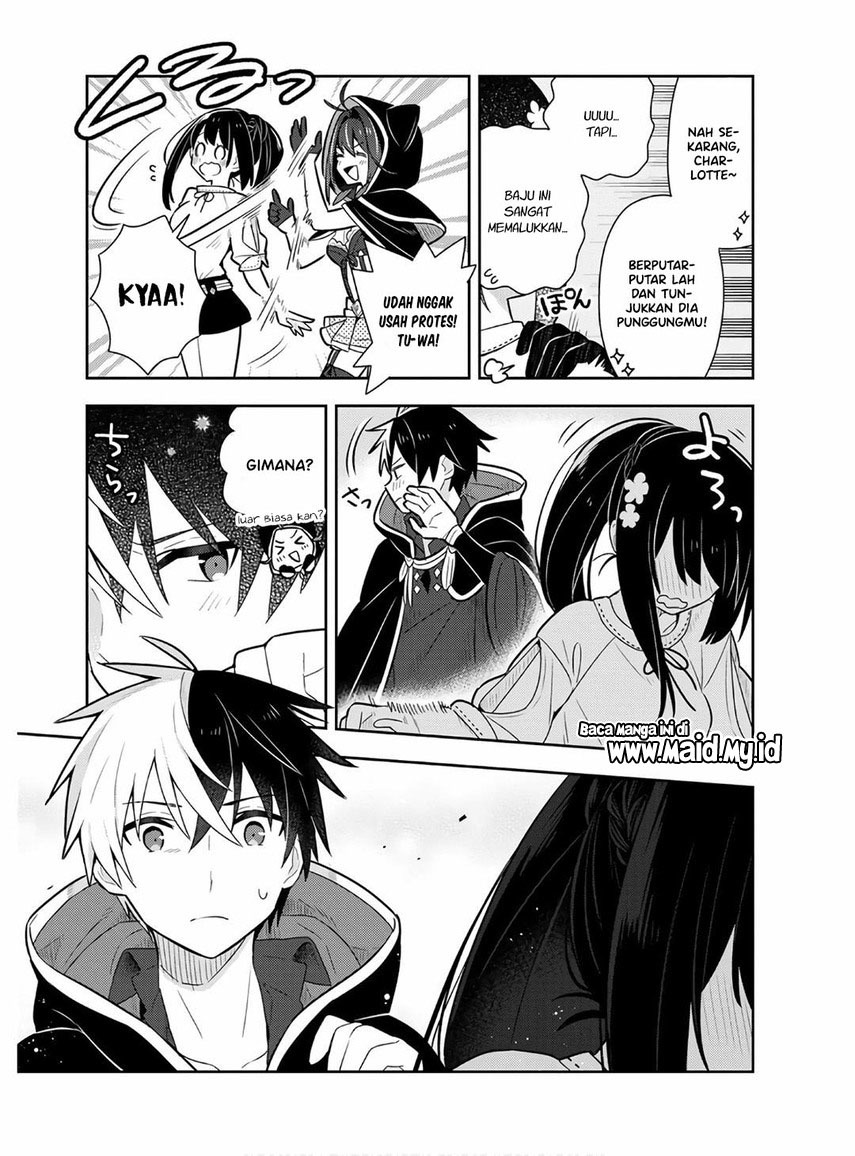 NAH SE-
KARANG,
CHAR-
LOTTE~
BERPUTAR-
PUTAR LAH
DAN TUN-
JUKKAN DIA
PUNGGUNGMU!
UUUU...
TAPI...
BAJU INI
SANGAT
MEMALUKKAN...
ぽん
くるっ
UDAH NGGAK
USAH PROTES!
TU-WA!
KYAA!
よろっ
たっ
GIMANA?
luar biasa kan?
ちらっ
Baca Manga ini di
www.Maid.My.id